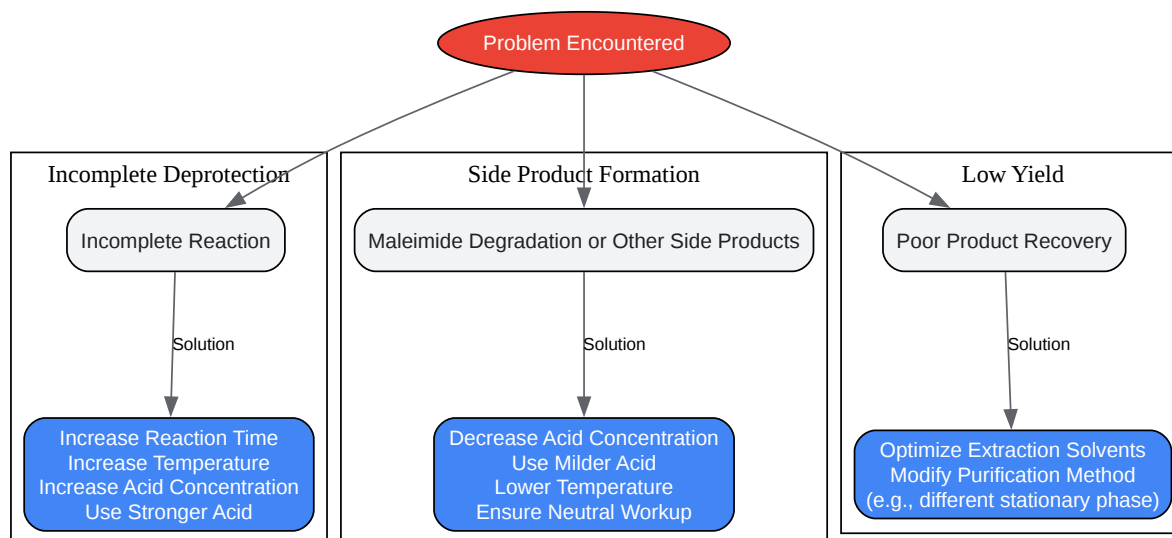 Problem Encountered
Incomplete Deprotection
Incomplete Reaction
Solution
Increase Reaction Time
Increase Temperature
Increase Acid Concentration
Use Stronger Acid
Side Product Formation
Maleimide Degradation or Other Side Products
Solution
Decrease Acid Concentration
Use Milder Acid
Lower Temperature
Ensure Neutral Workup
Low Yield
Poor Product Recovery
Solution
Optimize Extraction Solvents
Modify Purification Method
(e.g., different stationary phase)